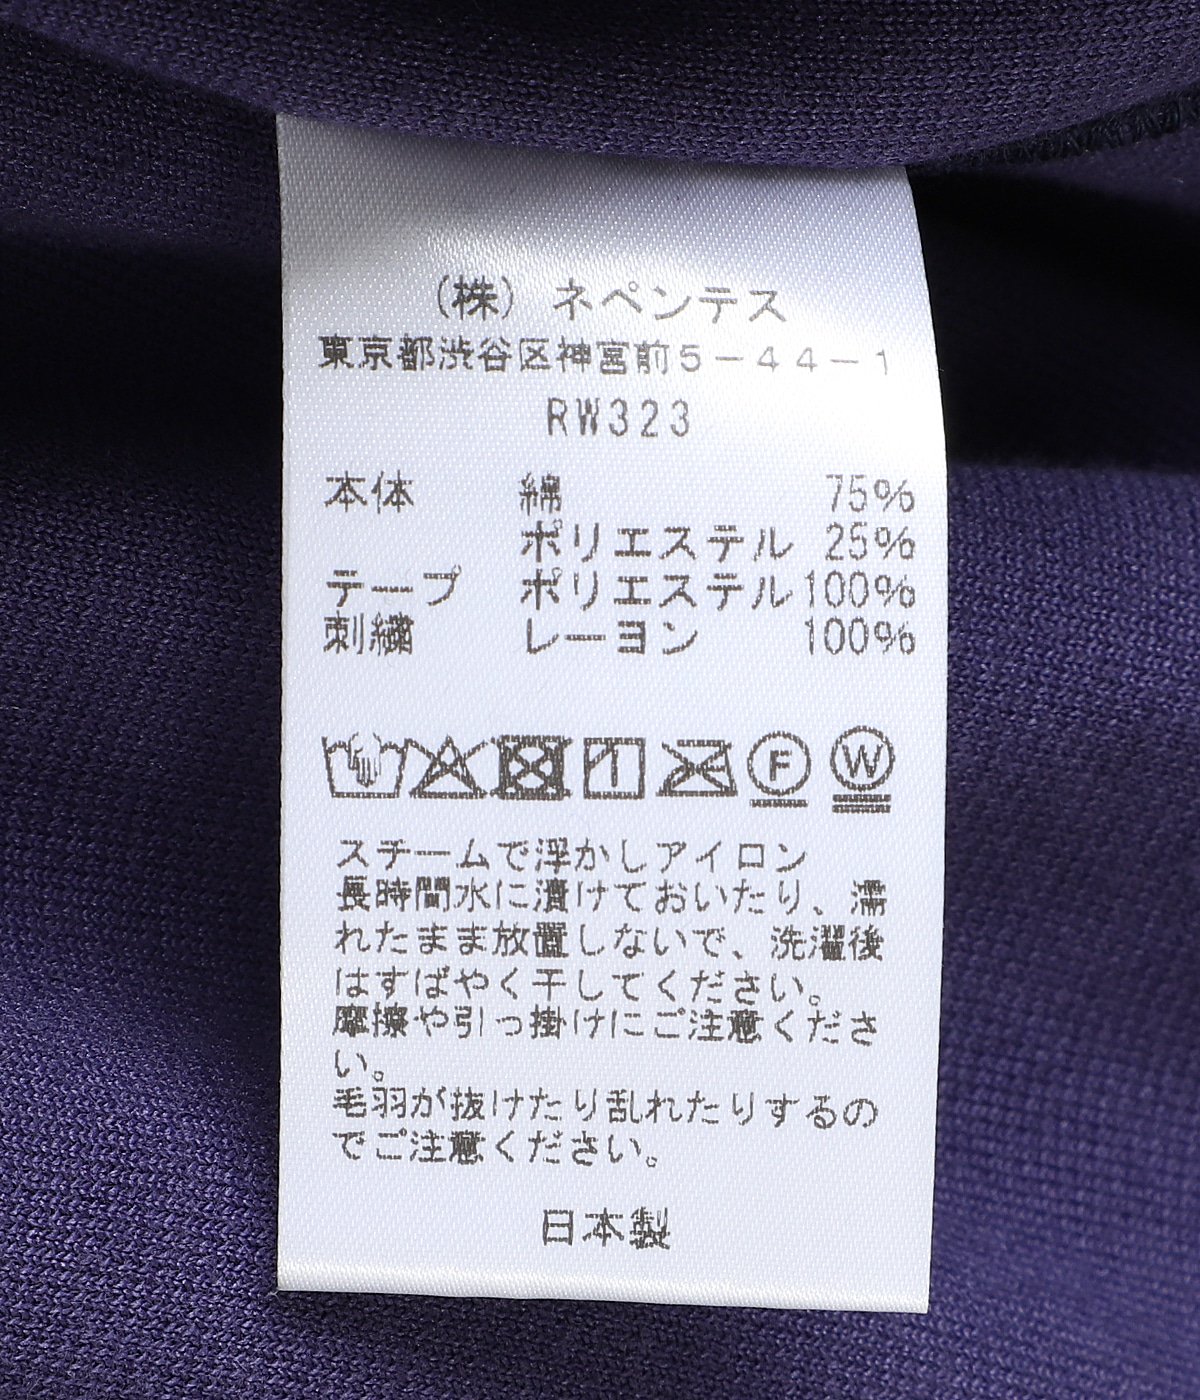 (株) ネペンテス
東京都渋谷区神宮前5-44-1
RW323
本体 綿 75%
ポリエステル 25%
テープ ポリエステル100%
刺繍 レーヨン 100%
F W
スチームで浮かしアイロン
長時間水に漬けておいたり、濡
れたまま放置しないで、洗濯後
はすばやく干してください。
摩擦や引っ掛けにご注意くださ
い。
毛羽が抜けたり乱れたりするの
でご注意ください。
日本製